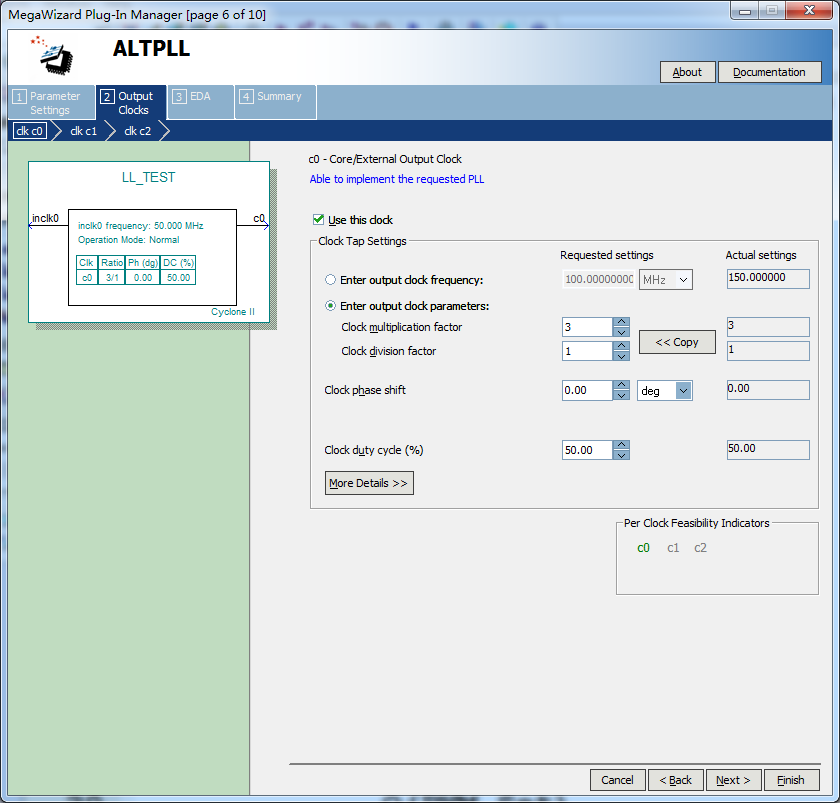 MegaWizard Plug-In Manager [page 6 of 10]
ALTPLL
About
Documentation
1 Parameter Settings
2 Output Clocks
3 EDA
4 Summary
clk c0
clk c1
clk c2
LL_TEST
inclk0
c0
inclk0 frequency: 50.000 MHz
Operation Mode: Normal
Clk Ratio Ph (dg) DC (%)
c0 3/1 0.00 50.00
Cyclone II
c0 - Core/External Output Clock
Able to implement the requested PLL
Use this clock
Clock Tap Settings
Requested settings
Actual settings
Enter output clock frequency:
100.00000000
MHz
150.000000
Enter output clock parameters:
Clock multiplication factor
3
3
<< Copy
Clock division factor
1
1
Clock phase shift
0.00
deg
0.00
Clock duty cycle (%)
50.00
50.00
More Details >>
Per Clock Feasibility Indicators
c0 c1 c2
Cancel
< Back
Next >
Finish